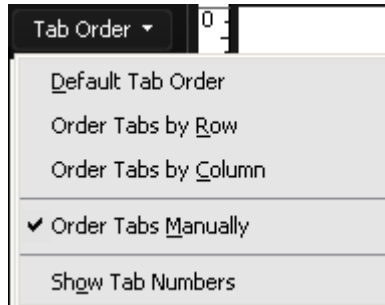 Tab Order
0
Default Tab Order
Order Tabs by Row
Order Tabs by Column
Order Tabs Manually
Show Tab Numbers